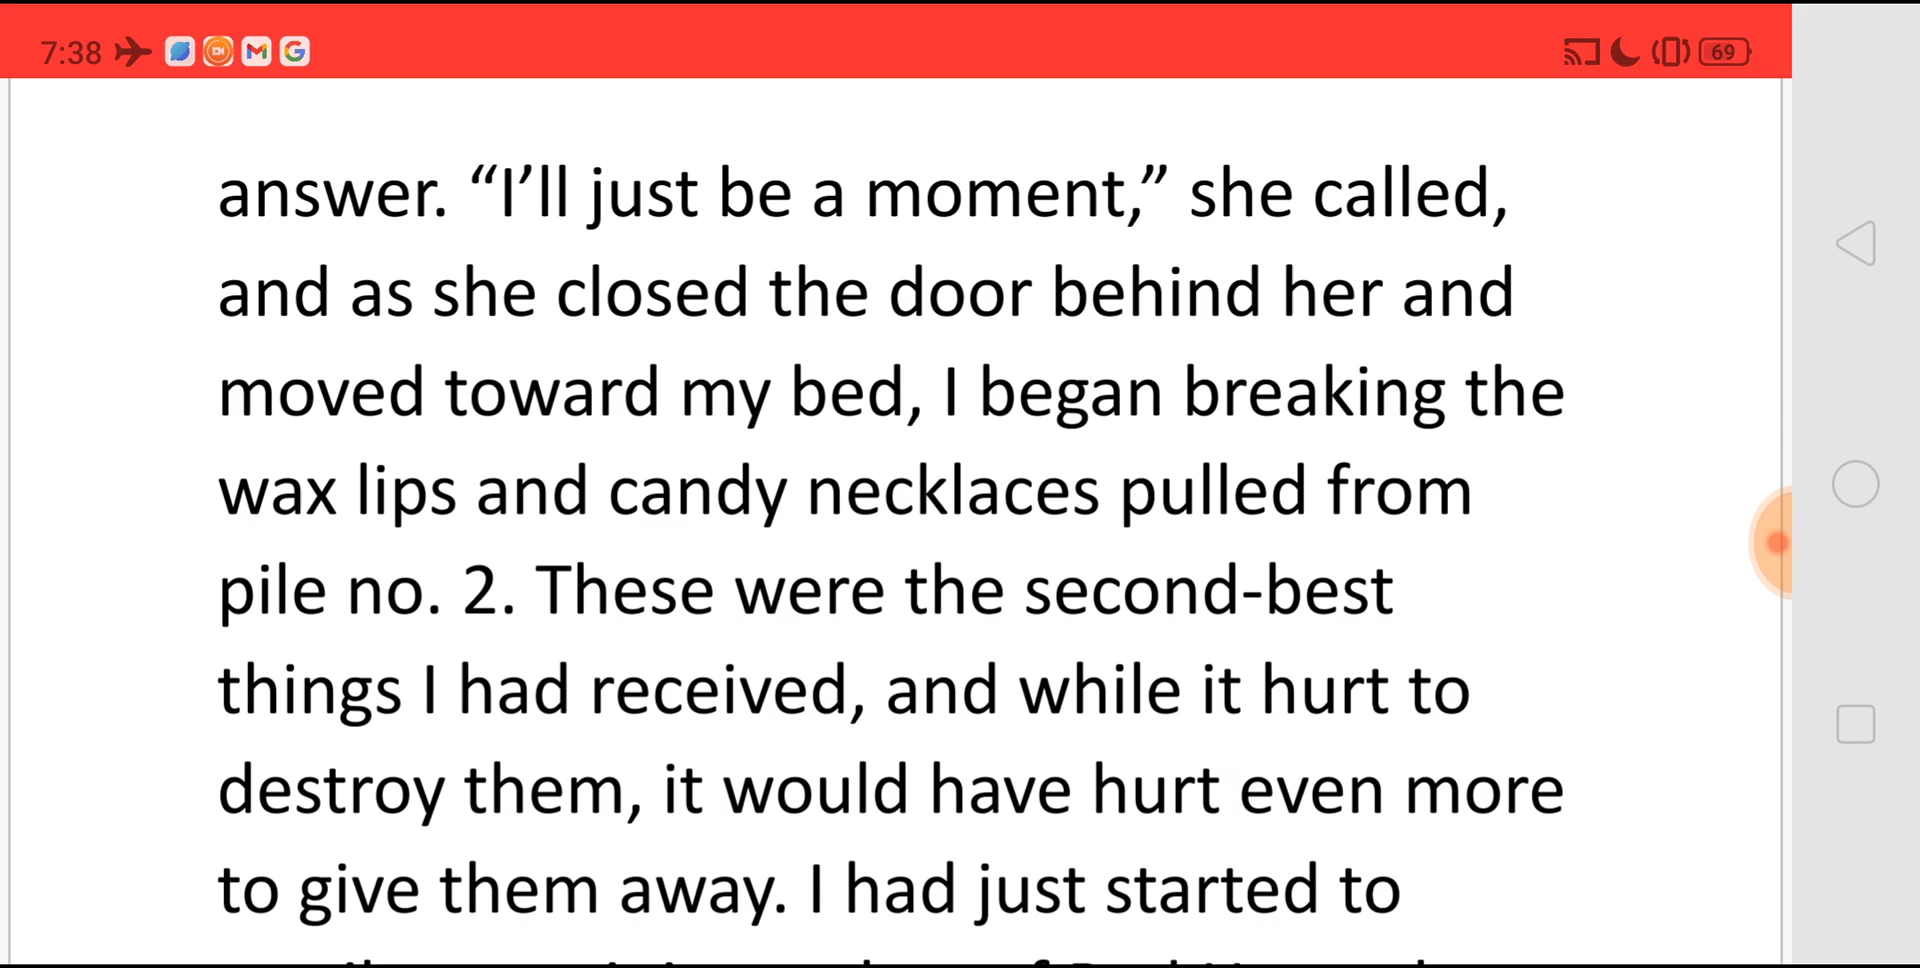 7:38
69
answer. “I’ll just be a moment,” she called,
and as she closed the door behind her and
moved toward my bed, I began breaking the
wax lips and candy necklaces pulled from
pile no. 2. These were the second-best
things I had received, and while it hurt to
destroy them, it would have hurt even more
to give them away. I had just started to